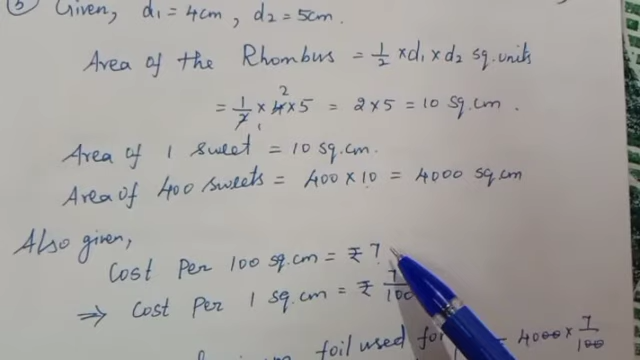 (5) Given, d1 = 4cm, d2 = 5cm.
Area of the Rhombus = 1/2 × d1 × d2 sq.units
= 1/2 × 4 × 5 = 2 × 5 = 10 sq.cm.
Area of 1 sweet = 10 sq.cm.
Area of 400 sweets = 400 × 10 = 4000 sq.cm
Also given,
Cost Per 100 sq.cm = ₹ 7
⇒ Cost Per 1 sq.cm = ₹ 7/100
foil used = 4000 × 7/100